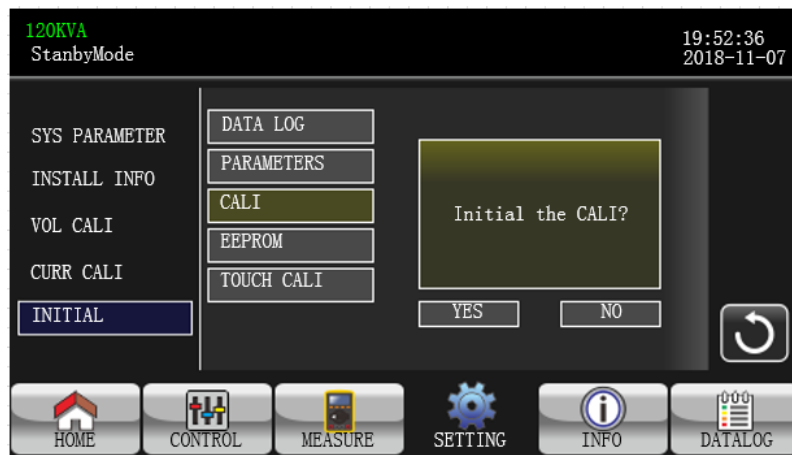 120KVA
StanbyMode
19:52:36
2018-11-07
SYS PARAMETER
INSTALL INFO
VOL CALI
CURR CALI
INITIAL
DATA LOG
PARAMETERS
CALI
EEPROM
TOUCH CALI
Initial the CALI?
YES
NO
HOME
CONTROL
MEASURE
SETTING
INFO
DATALOG